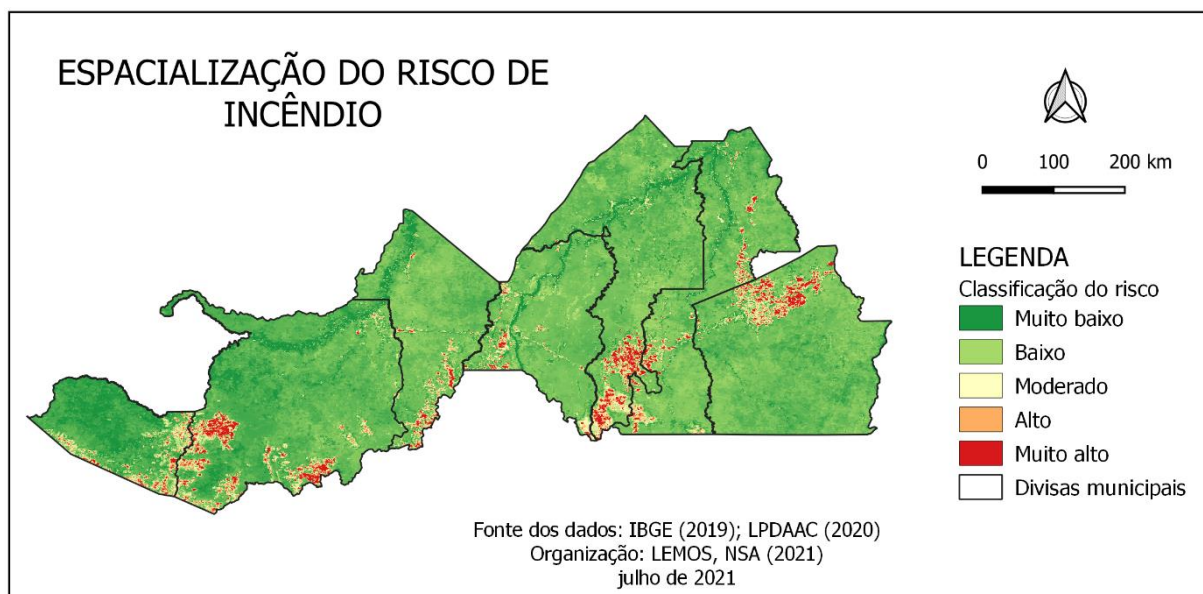 ESPACIALIZAÇÃO DO RISCO DE
INCÊNDIO
0 100 200 km
LEGENDA
Classificação do risco
Muito baixo
Baixo
Moderado
Alto
Muito alto
Divisas municipais
Fonte dos dados: IBGE (2019); LPDAAC (2020)
Organização: LEMOS, NSA (2021)
julho de 2021